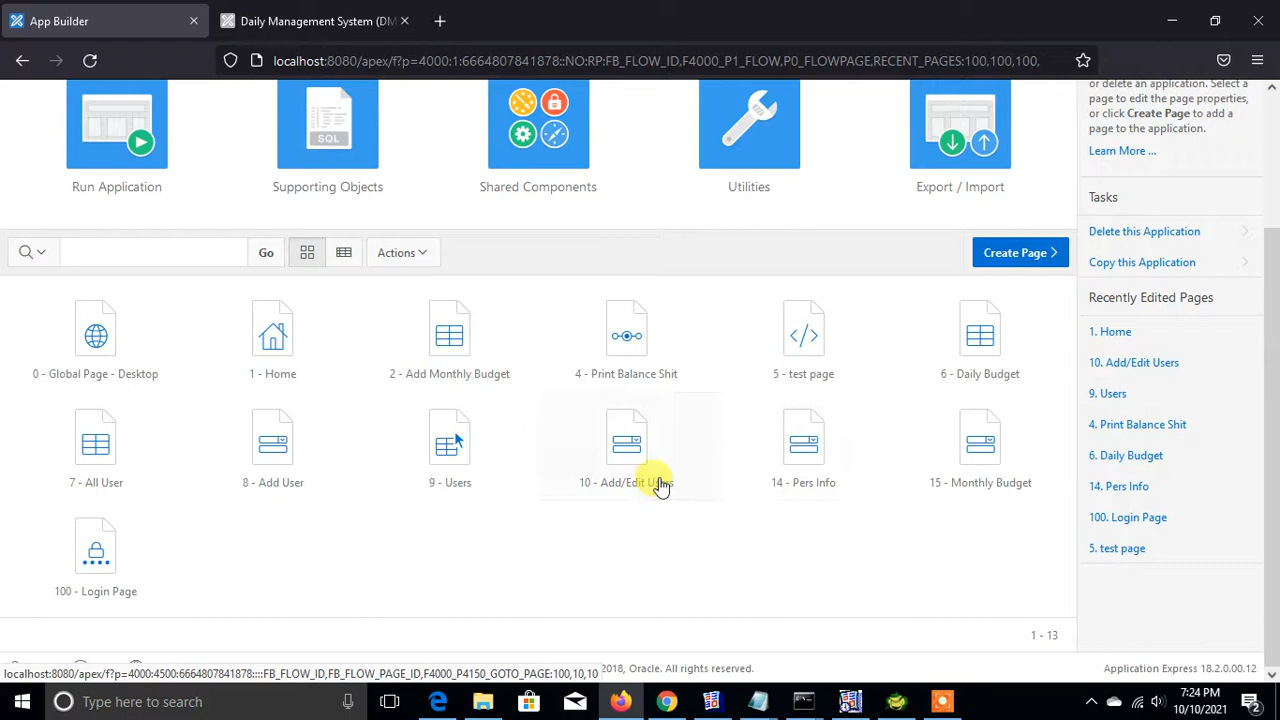 App Builder
Daily Management System (DM
localhost:8080/apex/f?p=4000:1:6664807841878::NO:RP:FB_FLOW_ID,F4000_P1_FLOW,P0_FLOWPAGE,RECENT_PAGES:100,100,100,
or delete an application. Select a
page to edit the page properties,
or click Create Page to add a
page to the application.
Learn More ...
SQL
Run Application
Supporting Objects
Shared Components
Utilities
Export / Import
Tasks
Delete this Application
Copy this Application
Go
Actions
Create Page
Recently Edited Pages
1. Home
10. Add/Edit Users
9. Users
4. Print Balance Shit
6. Daily Budget
14. Pers Info
100. Login Page
5. test page
0 - Global Page - Desktop
1 - Home
2 - Add Monthly Budget
4 - Print Balance Shit
5 - test page
6 - Daily Budget
7 - All User
8 - Add User
9 - Users
10 - Add/Edit Users
14 - Pers Info
15 - Monthly Budget
100 - Login Page
1 - 13
localhost:8080/apex/f?p=4000:4500:6664807841878::::FB_FLOW_ID,FB_FLOW_PAGE_ID,F4000_P4150_GOTO_PAGE:100,10,10
2018, Oracle. All rights reserved.
Application Express 18.2.0.00.12
Type here to search
7:24 PM
10/10/2021
2